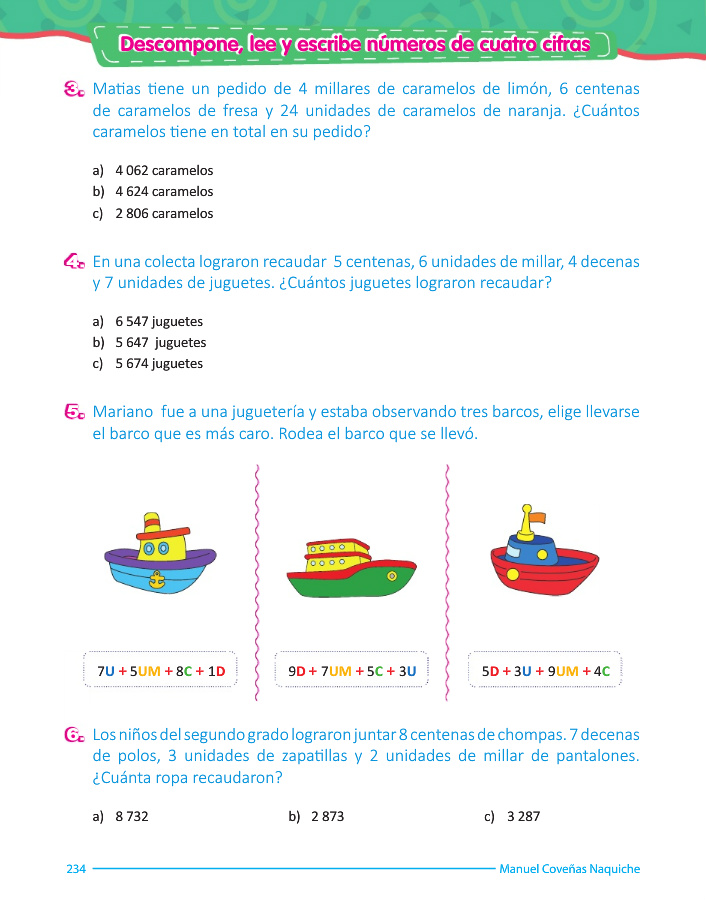 Descompone, lee y escribe números de cuatro cifras
3. Matias tiene un pedido de 4 millares de caramelos de limón, 6 centenas
de caramelos de fresa y 24 unidades de caramelos de naranja. ¿Cuántos
caramelos tiene en total en su pedido?
a) 4 062 caramelos
b) 4 624 caramelos
c) 2 806 caramelos
4. En una colecta lograron recaudar 5 centenas, 6 unidades de millar, 4 decenas
y 7 unidades de juguetes. ¿Cuántos juguetes lograron recaudar?
a) 6 547 juguetes
b) 5 647 juguetes
c) 5 674 juguetes
5. Mariano fue a una juguetería y estaba observando tres barcos, elige llevarse
el barco que es más caro. Rodea el barco que se llevó.
7U + 5UM + 8C + 1D
9D + 7UM + 5C + 3U
5D + 3U + 9UM + 4C
6. Los niños del segundo grado lograron juntar 8 centenas de chompas. 7 decenas
de polos, 3 unidades de zapatillas y 2 unidades de millar de pantalones.
¿Cuánta ropa recaudaron?
a) 8 732 b) 2 873 c) 3 287
234 Manuel Coveñas Naquiche